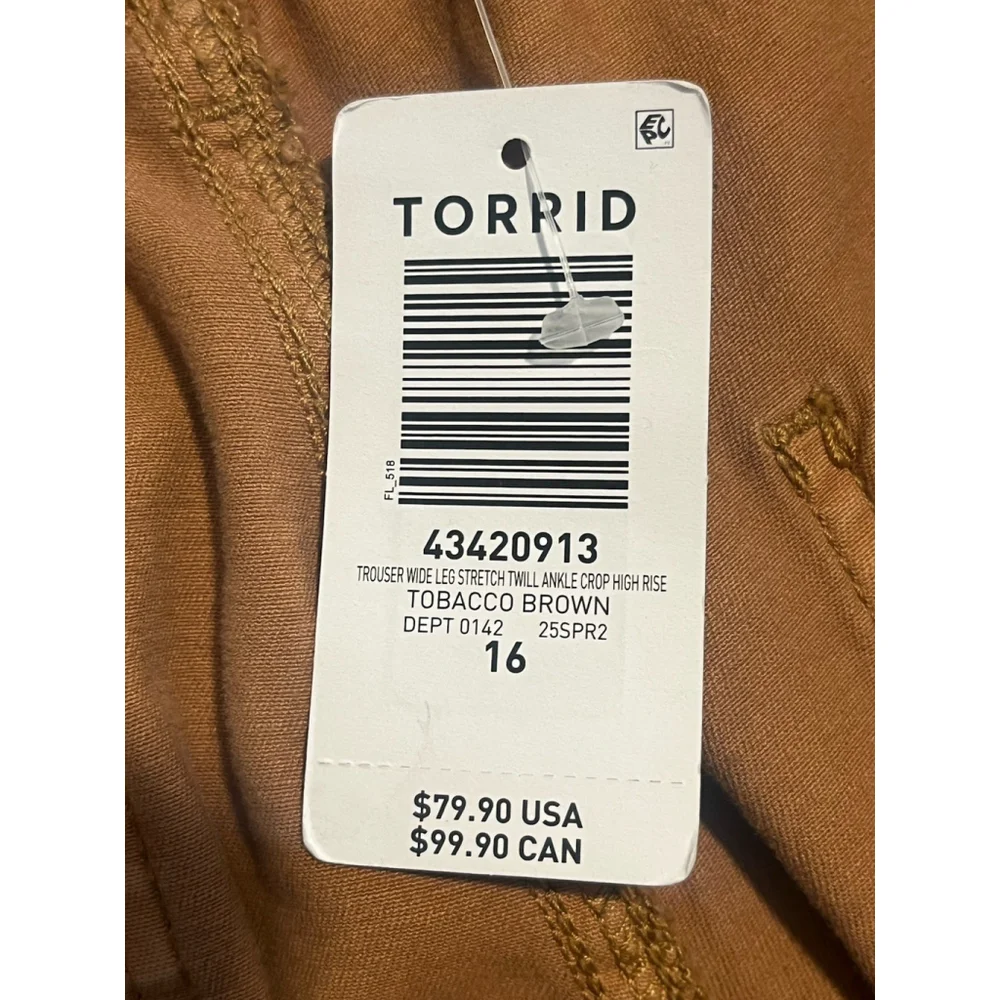 EPC
TORRID
FL_518
43420913
TROUSER WIDE LEG STRETCH TWILL ANKLE CROP HIGH RISE
TOBACCO BROWN
DEPT 0142 25SPR2
16
$79.90 USA
$99.90 CAN